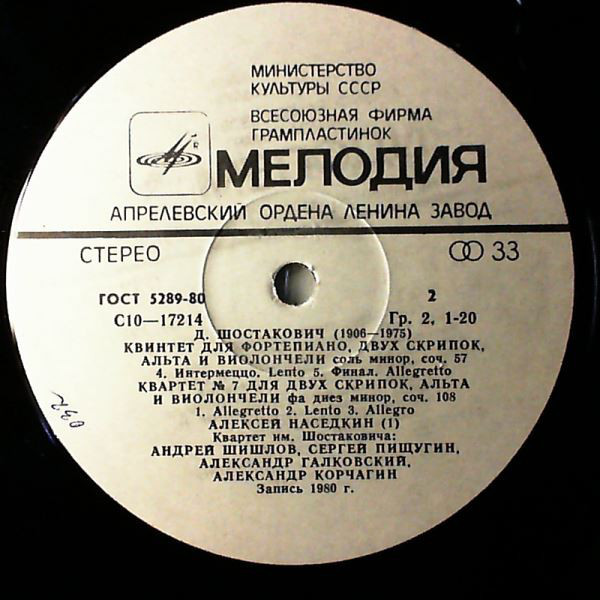 МИНИСТЕРСТВО
КУЛЬТУРЫ СССР
ВСЕСОЮЗНАЯ ФИРМА
ГРАМПЛАСТИНОК
R
МЕЛОДИЯ
АПРЕЛЕВСКИЙ ОРДЕНА ЛЕНИНА ЗАВОД
СТЕРЕО 33
ГОСТ 5289-80 2
С10—17214 Гр. 2, 1-20
Д. ШОСТАКОВИЧ (1906—1975)
КВИНТЕТ ДЛЯ ФОРТЕПИАНО, ДВУХ СКРИПОК,
АЛЬТА И ВИОЛОНЧЕЛИ соль минор, соч. 57
4. Интермеццо. Lento 5. Финал. Allegretto
КВАРТЕТ № 7 ДЛЯ ДВУХ СКРИПОК, АЛЬТА
И ВИОЛОНЧЕЛИ фа диез минор, соч. 108
1. Allegretto 2. Lento 3. Allegro
АЛЕКСЕЙ НАСЕДКИН (1)
Квартет им. Шостаковича:
АНДРЕЙ ШИШЛОВ, СЕРГЕЙ ПИЩУГИН,
АЛЕКСАНДР ГАЛКОВСКИЙ,
АЛЕКСАНДР КОРЧАГИН
Запись 1980 г.